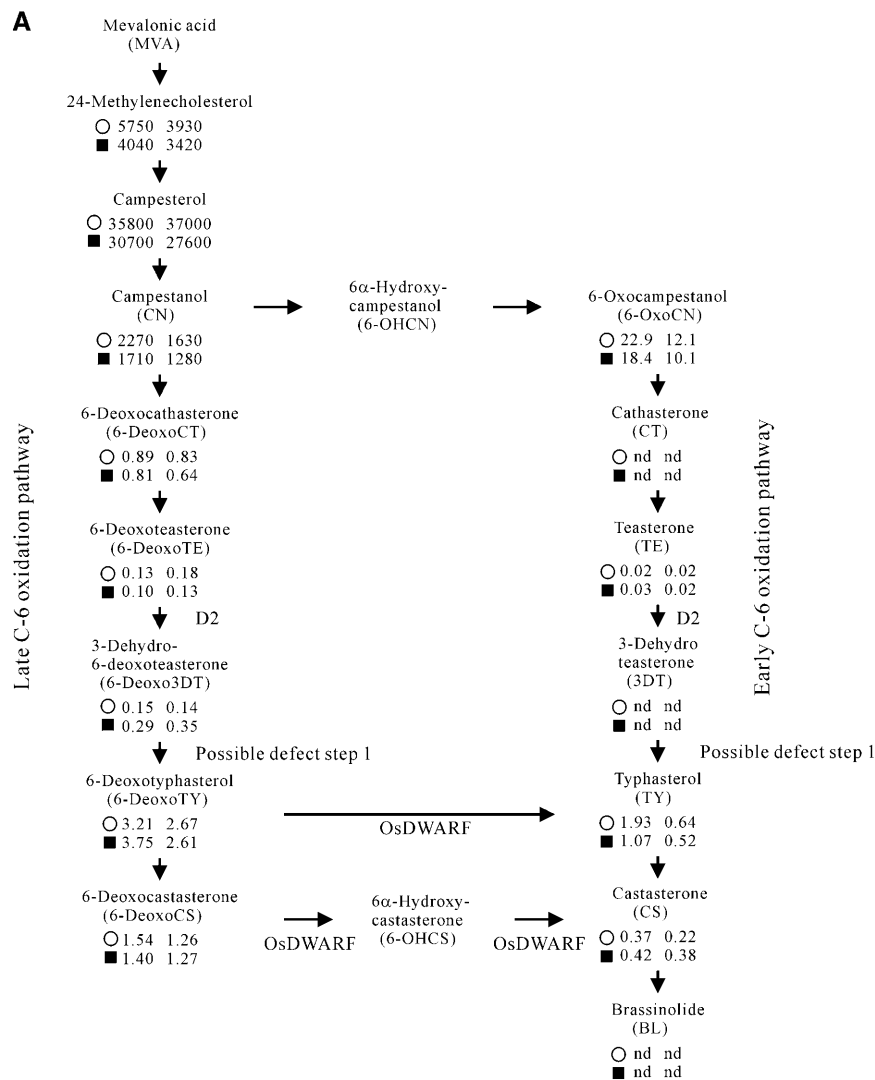 A
Mevalonic acid
(MVA)
24-Methylenecholesterol
5750 3930
4040 3420
Campesterol
35800 37000
30700 27600
Campestanol
(CN)
2270 1630
1710 1280
6α-Hydroxy-
campestanol
(6-OHCN)
6-Oxocampestanol
(6-OxoCN)
22.9 12.1
18.4 10.1
6-Deoxocathasterone
(6-DeoxoCT)
0.89 0.83
0.81 0.64
Cathasterone
(CT)
nd nd
nd nd
Late C-6 oxidation pathway
Early C-6 oxidation pathway
6-Deoxoteasterone
(6-DeoxoTE)
0.13 0.18
0.10 0.13
Teasterone
(TE)
0.02 0.02
0.03 0.02
D2
D2
3-Dehydro-
6-deoxoteasterone
(6-Deoxo3DT)
0.15 0.14
0.29 0.35
3-Dehydro
teasterone
(3DT)
nd nd
nd nd
Possible defect step 1
Possible defect step 1
6-Deoxotyphasterol
(6-DeoxoTY)
3.21 2.67
3.75 2.61
OsDWARF
Typhasterol
(TY)
1.93 0.64
1.07 0.52
6-Deoxocastasterone
(6-DeoxoCS)
1.54 1.26
1.40 1.27
OsDWARF
6α-Hydroxy-
castasterone
(6-OHCS)
OsDWARF
Castasterone
(CS)
0.37 0.22
0.42 0.38
Brassinolide
(BL)
nd nd
nd nd